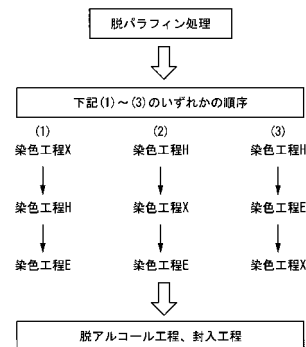 脱パラフィン処理
下記(1)～(3)のいずれかの順序
(1) (2) (3)
染色工程X 染色工程H 染色工程H
染色工程H 染色工程X 染色工程E
染色工程E 染色工程E 染色工程X
脱アルコール工程、封入工程